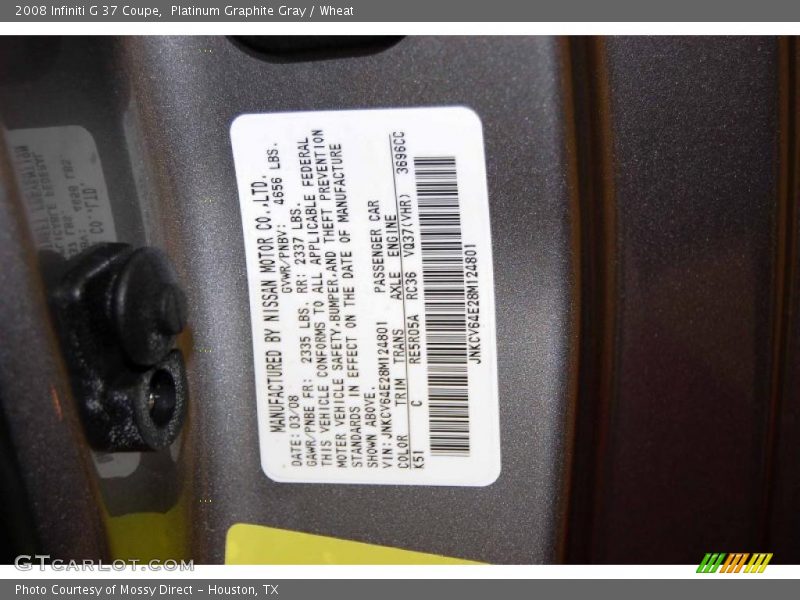 2008 Infiniti G 37 Coupe,  Platinum Graphite Gray / Wheat
MANUFACTURED BY NISSAN MOTOR CO.,LTD.
DATE: 03/08 GVWR/PNBV: 4656 LBS.
GAWR/PNBE FR: 2335 LBS. RR: 2337 LBS.
THIS VEHICLE CONFORMS TO ALL APPLICABLE FEDERAL
MOTER VEHICLE SAFETY,BUMPER,AND THEFT PREVENTION
STANDARDS IN EFFECT ON THE DATE OF MANUFACTURE
SHOWN ABOVE.
VIN: JNKCV64E28M124801 PASSENGER CAR
COLOR TRIM TRANS AXLE ENGINE
K51 C RE5R05A RC36 VQ37(VHR) 3696CC
JNKCV64E28M124801
GTCARLOT.COM
Photo Courtesy of Mossy Direct - Houston, TX